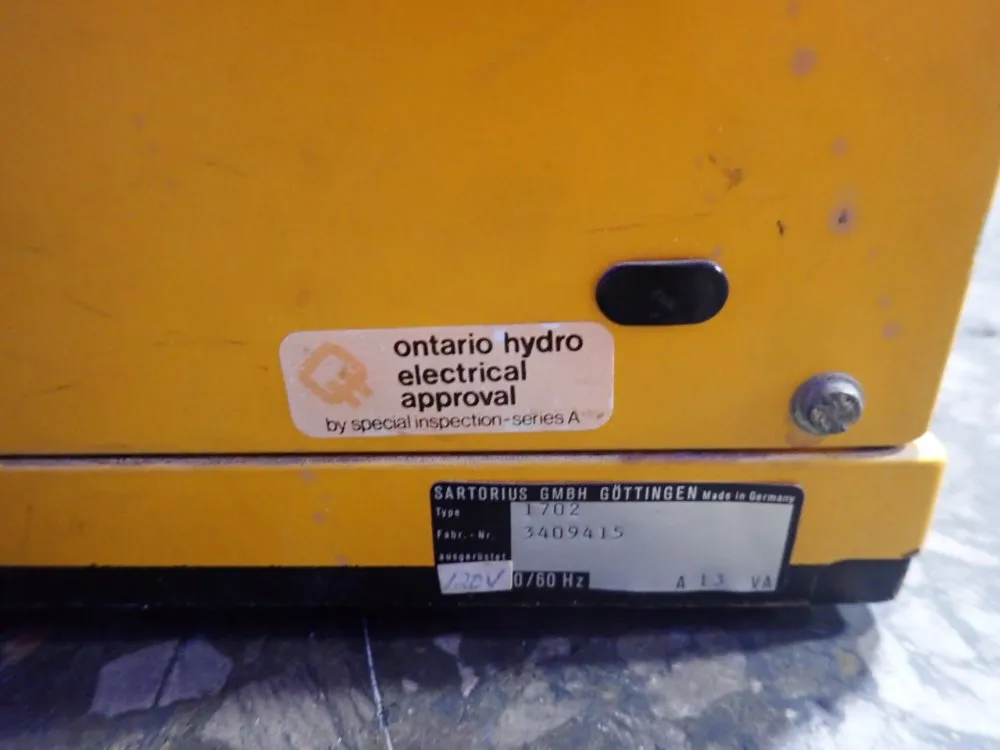 ontario hydro
electrical
approval
by special inspection-series A
SARTORIUS GMBH GÖTTINGEN Made in Germany
Type 1702
Fabr.-Nr. 3409415
ausgerüstet
120V 0/60 Hz A 13 VA